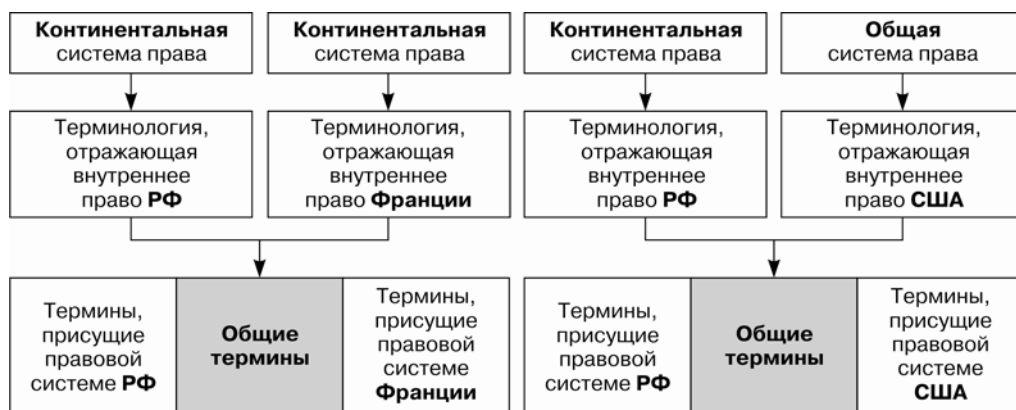 Континентальная
система права
Континентальная
система права
Континентальная
система права
Общая
система права
Терминология,
отражающая
внутреннее
право РФ
Терминология,
отражающая
внутреннее
право Франции
Терминология,
отражающая
внутреннее
право РФ
Терминология,
отражающая
внутреннее
право США
Термины,
присущие
правовой
системе РФ
Общие
термины
Термины,
присущие
правовой
системе
Франции
Термины,
присущие
правовой
системе РФ
Общие
термины
Термины,
присущие
правовой
системе
США